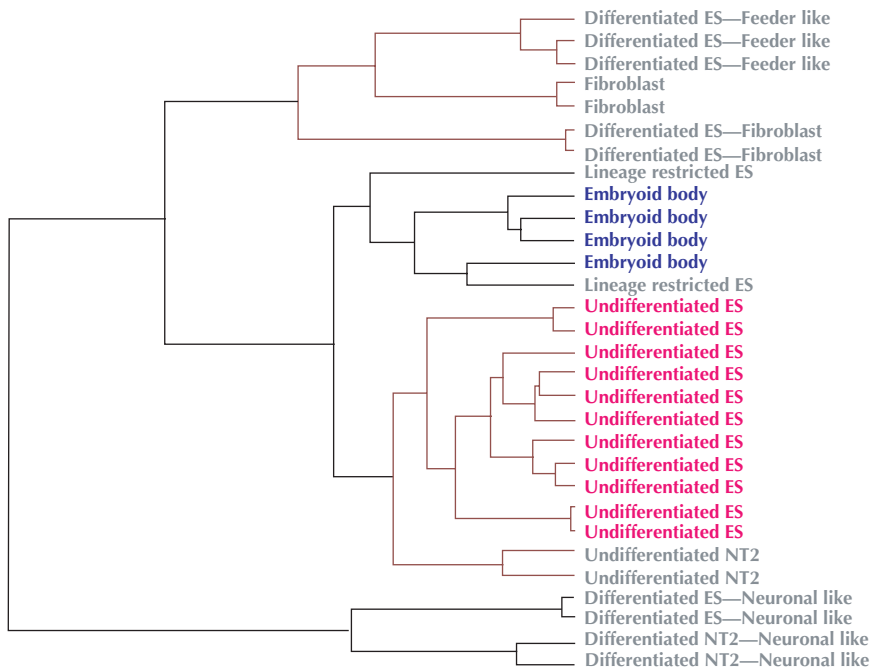 Differentiated ES—Feeder like
Differentiated ES—Feeder like
Differentiated ES—Feeder like
Fibroblast
Fibroblast
Differentiated ES—Fibroblast
Differentiated ES—Fibroblast
Lineage restricted ES
Embryoid body
Embryoid body
Embryoid body
Embryoid body
Lineage restricted ES
Undifferentiated ES
Undifferentiated ES
Undifferentiated ES
Undifferentiated ES
Undifferentiated ES
Undifferentiated ES
Undifferentiated ES
Undifferentiated ES
Undifferentiated ES
Undifferentiated ES
Undifferentiated ES
Undifferentiated NT2
Undifferentiated NT2
Differentiated ES—Neuronal like
Differentiated ES—Neuronal like
Differentiated NT2—Neuronal like
Differentiated NT2—Neuronal like